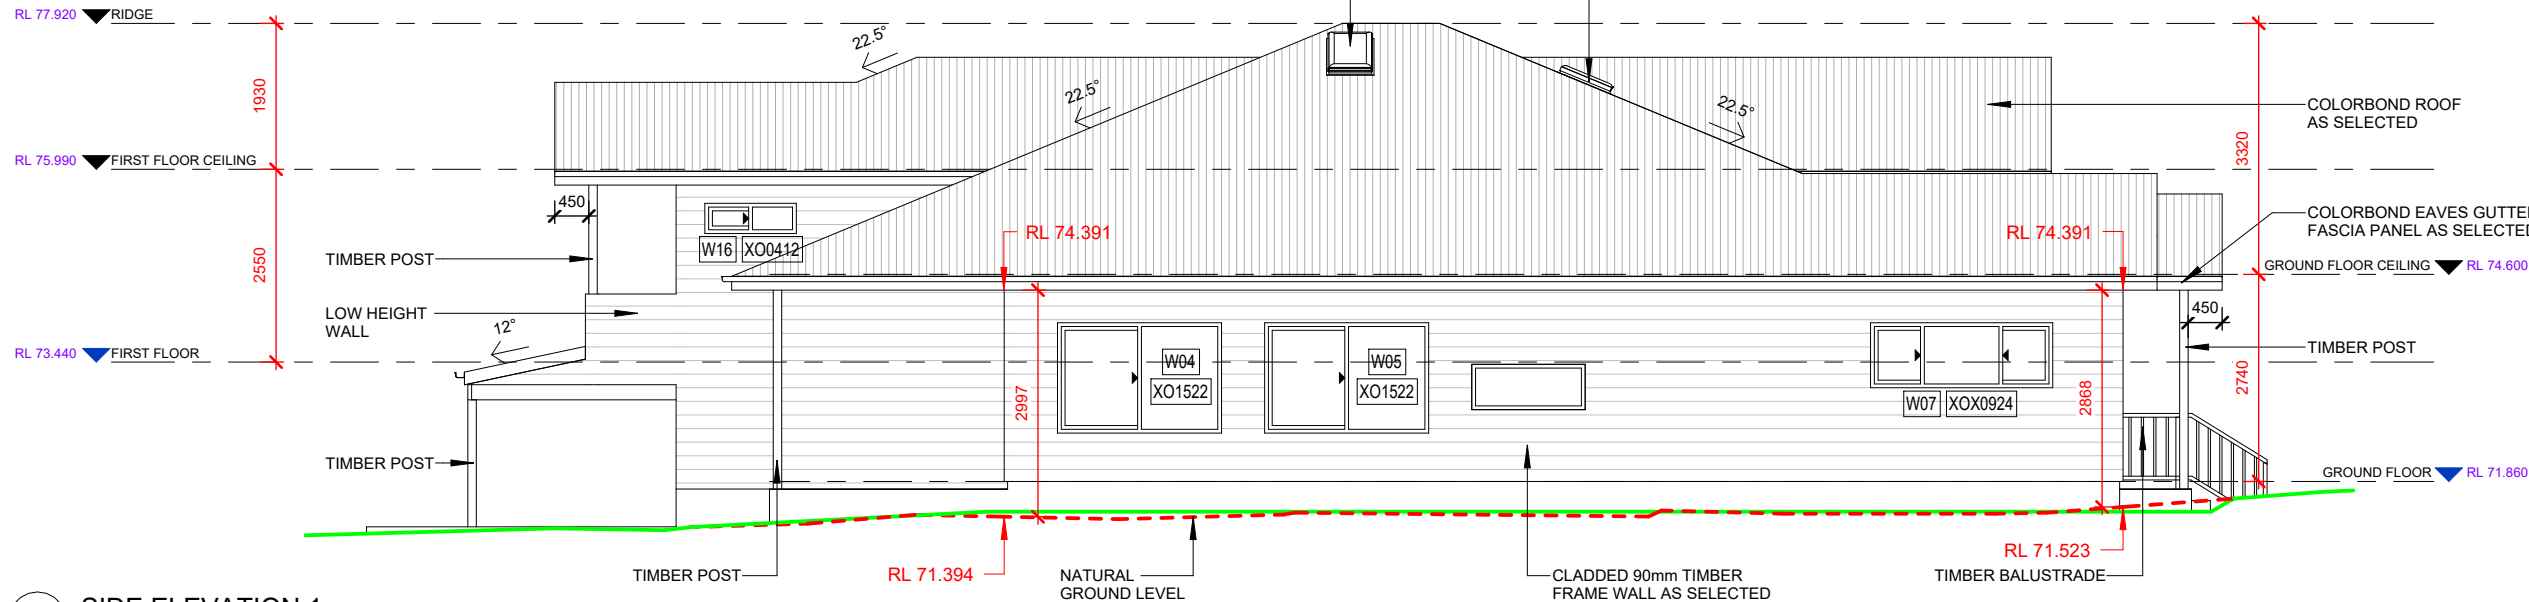 RL 77.920 RIDGE
22.5°
1930
22.5°
22.5°
COLORBOND ROOF
AS SELECTED
3320
RL 75.990 FIRST FLOOR CEILING
450
COLORBOND EAVES GUTTE
FASCIA PANEL AS SELECTED
RL 74.391
RL 74.391
W16 XO0412
TIMBER POST
2550
GROUND FLOOR CEILING RL 74.600
LOW HEIGHT
WALL
450
12°
RL 73.440 FIRST FLOOR
TIMBER POST
W04
XO1522
W05
XO1522
W07 XOX0924
2997
2868
2740
TIMBER POST
GROUND FLOOR RL 71.860
RL 71.523
TIMBER POST
RL 71.394
NATURAL
GROUND LEVEL
CLADDED 90mm TIMBER
FRAME WALL AS SELECTED
TIMBER BALUSTRADE
SIDE ELEVATION 1